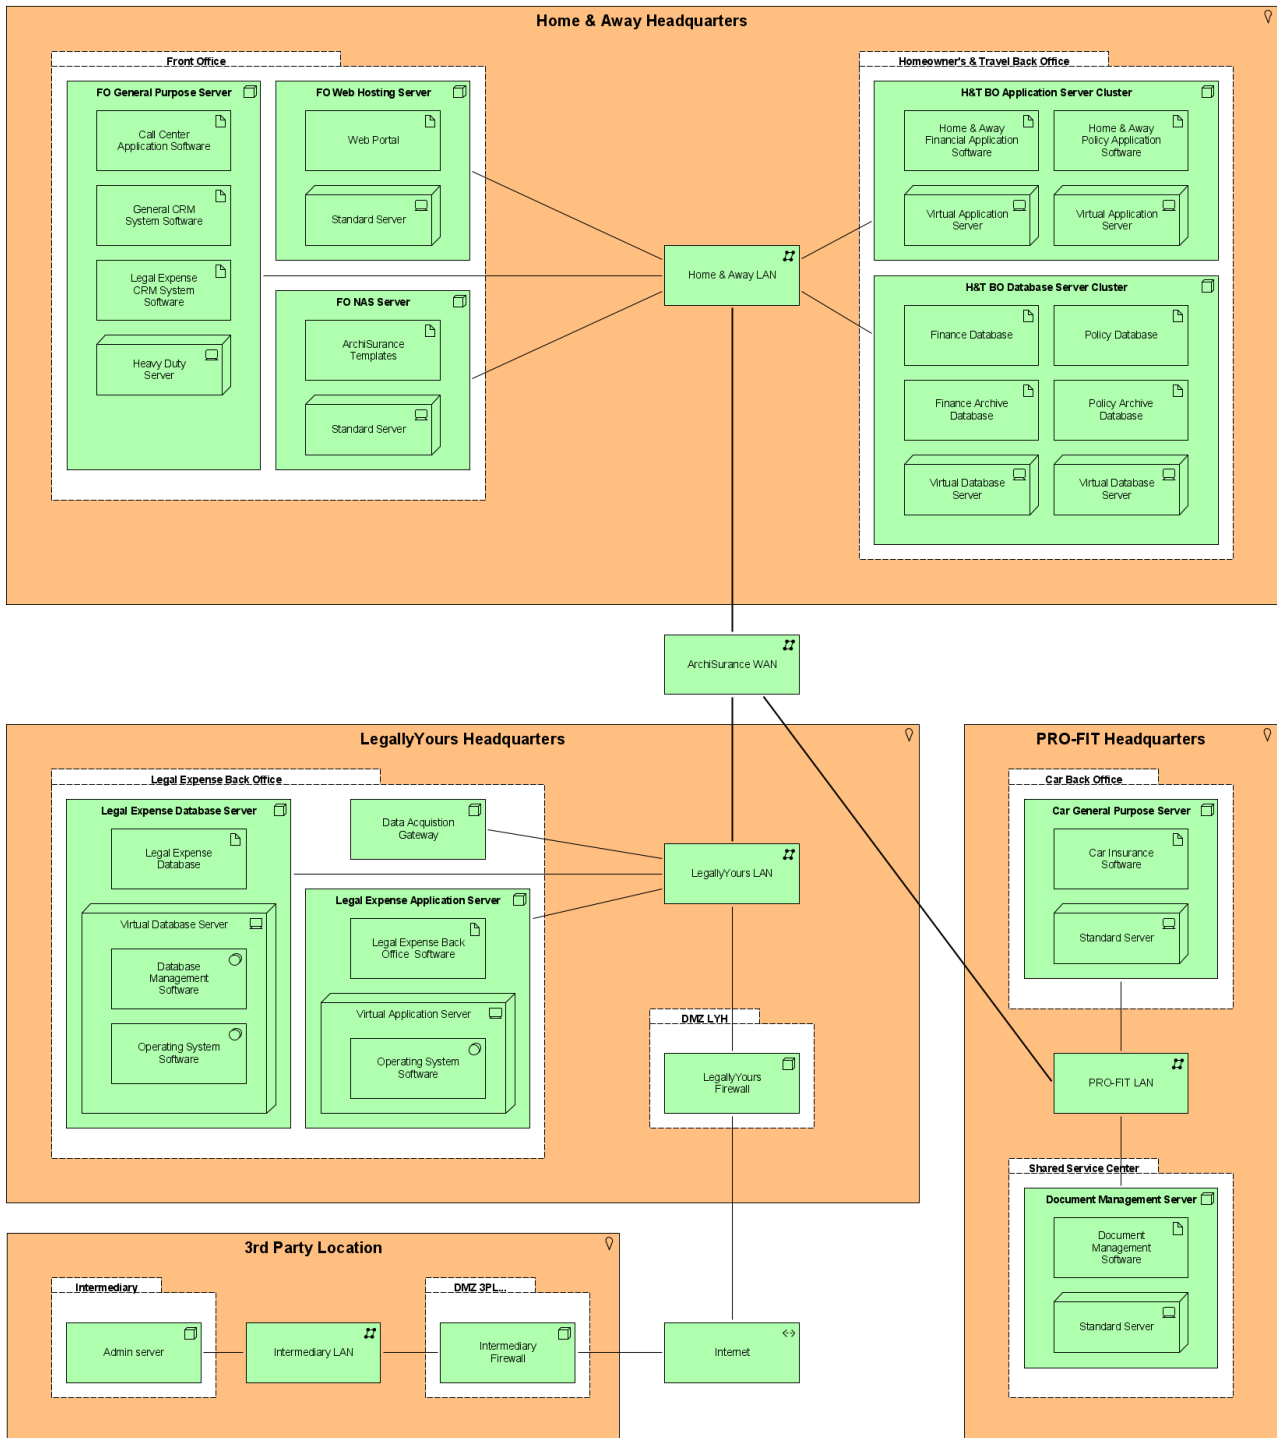 Home & Away Headquarters
Front Office
FO General Purpose Server
Call Center
Application Software
General CRM
System Software
Legal Expense
CRM System
Software
Heavy Duty
Server
FO Web Hosting Server
Web Portal
Standard Server
FO NAS Server
ArchiSurance
Templates
Standard Server
Home & Away LAN
Homeowner's & Travel Back Office
H&T BO Application Server Cluster
Home & Away
Financial Application
Software
Home & Away
Policy Application
Software
Virtual Application
Server
Virtual Application
Server
H&T BO Database Server Cluster
Finance Database
Policy Database
Finance Archive
Database
Policy Archive
Database
Virtual Database
Server
Virtual Database
Server
ArchiSurance WAN
LegallyYours Headquarters
Legal Expense Back Office
Legal Expense Database Server
Legal Expense
Database
Virtual Database Server
Database
Management
Software
Operating System
Software
Data Acquistion
Gateway
Legal Expense Application Server
Legal Expense Back
Office Software
Virtual Application Server
Operating System
Software
LegallyYours LAN
DMZ LYH
LegallyYours
Firewall
PRO-FIT Headquarters
Car Back Office
Car General Purpose Server
Car Insurance
Software
Standard Server
PRO-FIT LAN
Shared Service Center
Document Management Server
Document
Management
Software
Standard Server
3rd Party Location
Intermediary
Admin server
Intermediary LAN
DMZ 3PL...
Intermediary
Firewall
Internet